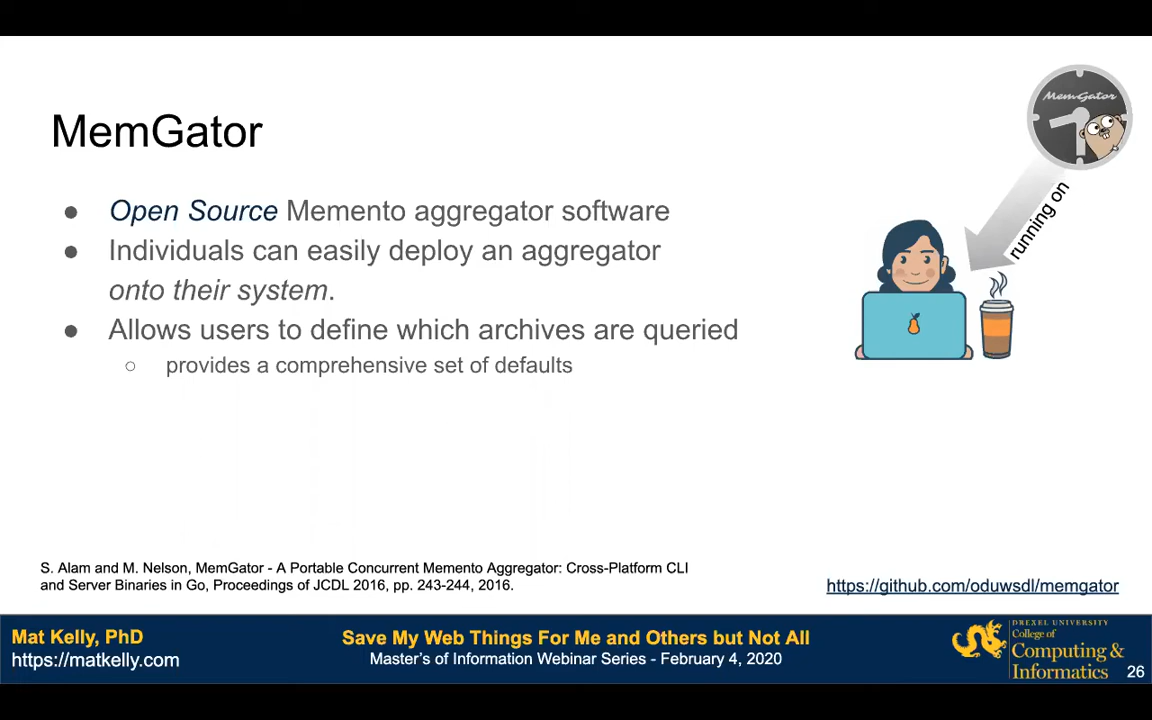 MemGator
MemGator
running on
● Open Source Memento aggregator software
● Individuals can easily deploy an aggregator
onto their system.
● Allows users to define which archives are queried
○ provides a comprehensive set of defaults
S. Alam and M. Nelson, MemGator - A Portable Concurrent Memento Aggregator: Cross-Platform CLI
and Server Binaries in Go, Proceedings of JCDL 2016, pp. 243-244, 2016.
https://github.com/oduwsdl/memgator
Mat Kelly, PhD
https://matkelly.com
Save My Web Things For Me and Others but Not All
Master's of Information Webinar Series - February 4, 2020
DREXEL UNIVERSITY
College of
Computing &
Informatics
26